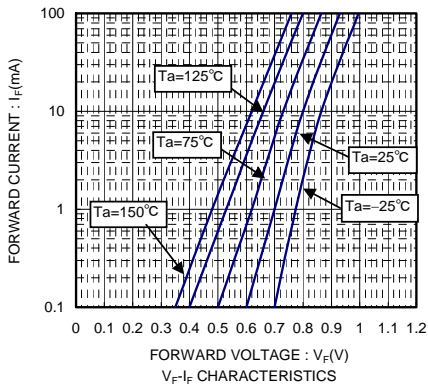 FORWARD CURRENT : IF(mA)
100
10
1
0.1
Ta=125℃
Ta=75℃
Ta=25℃
Ta=−25℃
Ta=150℃
0 0.1 0.2 0.3 0.4 0.5 0.6 0.7 0.8 0.9 1 1.1 1.2
FORWARD VOLTAGE : VF(V)
VF-IF CHARACTERISTICS